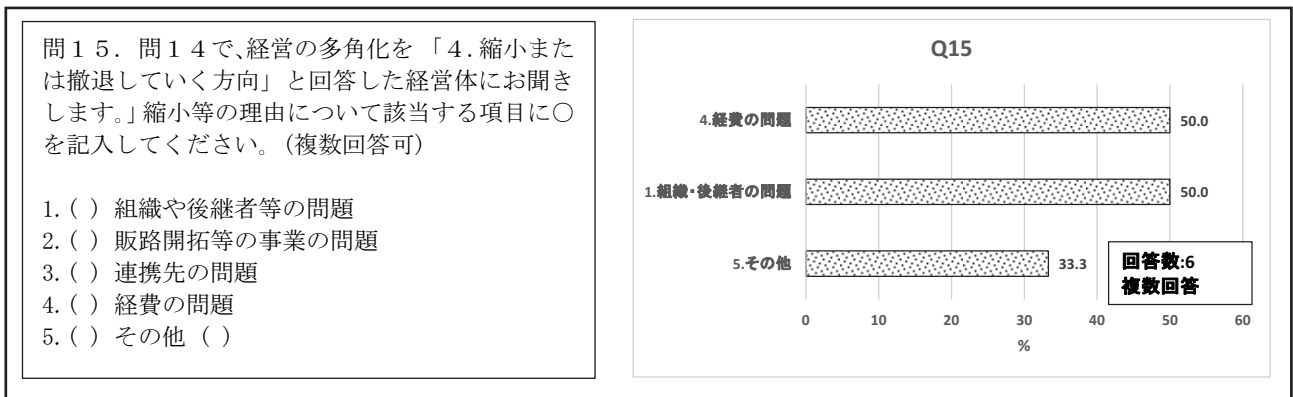 問15．問14で、経営の多角化を 「4.縮小また
は撤退していく方向」と回答した経営体にお聞き
します。」縮小等の理由について該当する項目に○
を記入してください。（複数回答可）
1.（ ）組織や後継者等の問題
2.（ ）販路開拓等の事業の問題
3.（ ）連携先の問題
4.（ ）経費の問題
5.（ ）その他（ ）
Q15
4.経費の問題
50.0
1.組織・後継者の問題
50.0
5.その他
33.3
回答数:6
複数回答
0 10 20 30 40 50 60
%